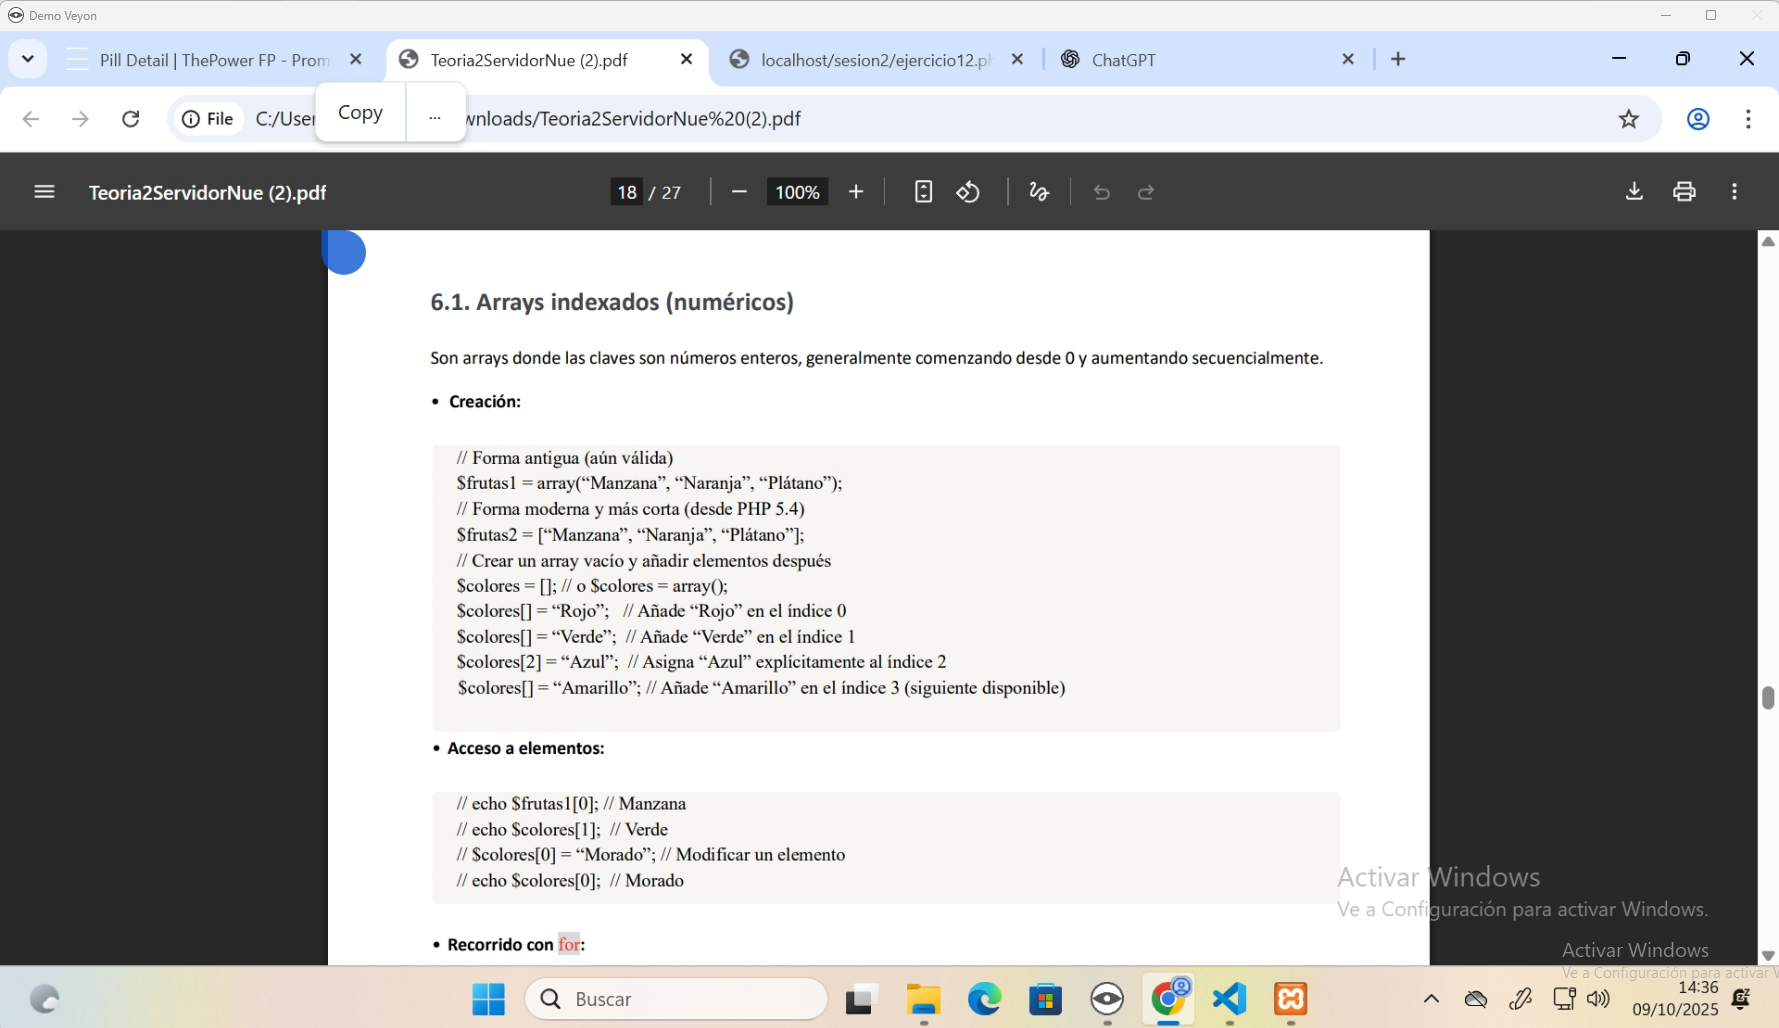 Demo Veyon
Pill Detail | ThePower FP - Prom
Teoria2ServidorNue (2).pdf
localhost/sesion2/ejercicio12.ph
ChatGPT
File
C:/User
Copy
...
wnloads/Teoria2ServidorNue%20(2).pdf
Teoria2ServidorNue (2).pdf
18 / 27
100%
6.1. Arrays indexados (numéricos)
Son arrays donde las claves son números enteros, generalmente comenzando desde 0 y aumentando secuencialmente.
• Creación:
// Forma antigua (aún válida)
$frutas1 = array(“Manzana”, “Naranja”, “Plátano”);
// Forma moderna y más corta (desde PHP 5.4)
$frutas2 = [“Manzana”, “Naranja”, “Plátano”];
// Crear un array vacío y añadir elementos después
$colores = []; // o $colores = array();
$colores[] = “Rojo”; // Añade “Rojo” en el índice 0
$colores[] = “Verde”; // Añade “Verde” en el índice 1
$colores[2] = “Azul”; // Asigna “Azul” explícitamente al índice 2
$colores[] = “Amarillo”; // Añade “Amarillo” en el índice 3 (siguiente disponible)
• Acceso a elementos:
// echo $frutas1[0]; // Manzana
// echo $colores[1]; // Verde
// $colores[0] = “Morado”; // Modificar un elemento
// echo $colores[0]; // Morado
• Recorrido con for:
Activar Windows
Ve a Configuración para activar Windows.
Activar Windows
Ve a Configuración para activar W
Buscar
14:36
09/10/2025